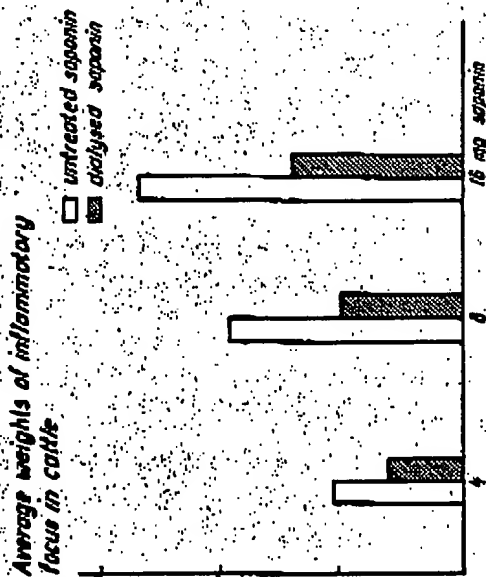 Average weights of inflammatory
focus in cattle
untreated saponin
dialysed saponin
4
8
16 mg saponin